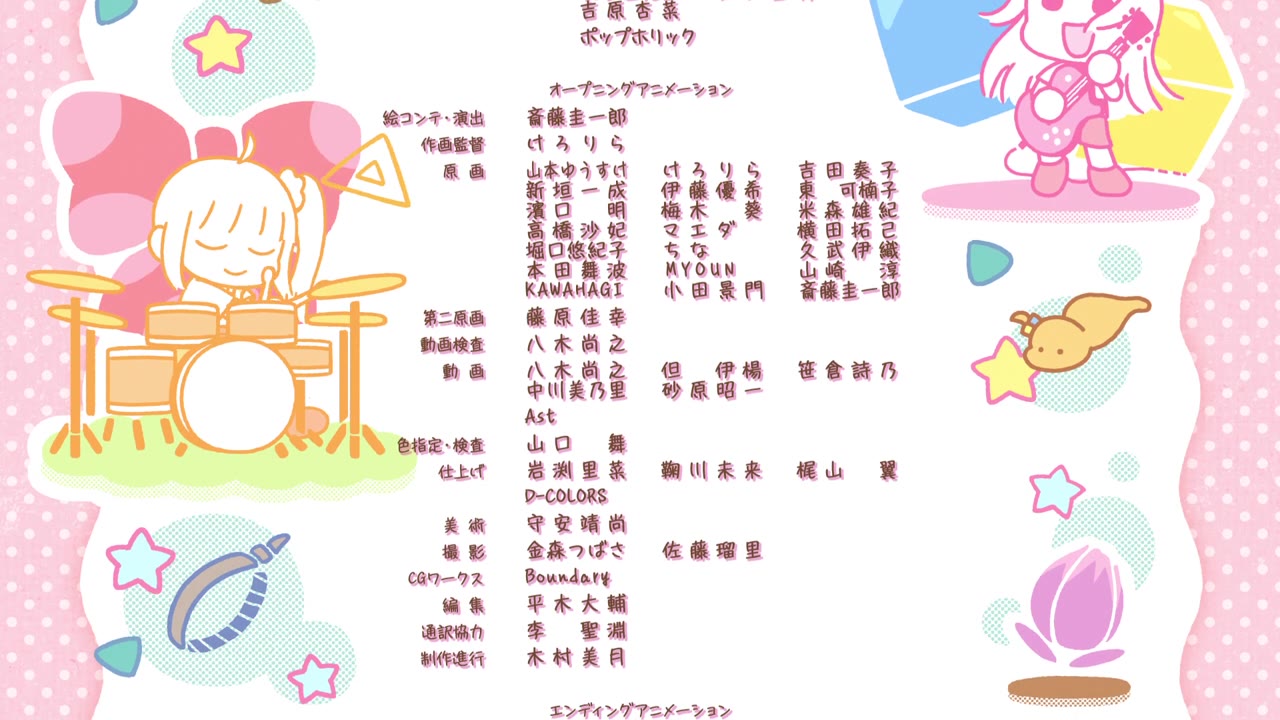 吉原杏菜
ポップホリック
オープニングアニメーション
絵コンテ・演出 斎藤圭一郎
作画監督 けろりら
原画 山本ゆうすけ けろりら 吉田奏子
新垣一成 伊藤優希 東 可楠子
濱口 明 梅木 葵 米森雄紀
高橋沙妃 マエダ 横田拓己
堀口悠紀子 ちな 久武伊織
本田舞波 MYOUN 山崎 淳
KAWAHAGI 小田景門 斎藤圭一郎
第二原画 藤原佳幸
動画検査 八木尚之
動画 八木尚之 但 伊楊 笹倉詩乃
中川美乃里 砂原昭一
Ast
色指定・検査 山口 舞
仕上げ 岩渕里菜 鞠川未来 梶山 翼
D-COLORS
美術 守安靖尚
撮影 金森つばさ 佐藤瑠里
CGワークス Boundary
編集 平木大輔
通訳協力 李 聖淵
制作進行 木村美月
エンディングアニメーション